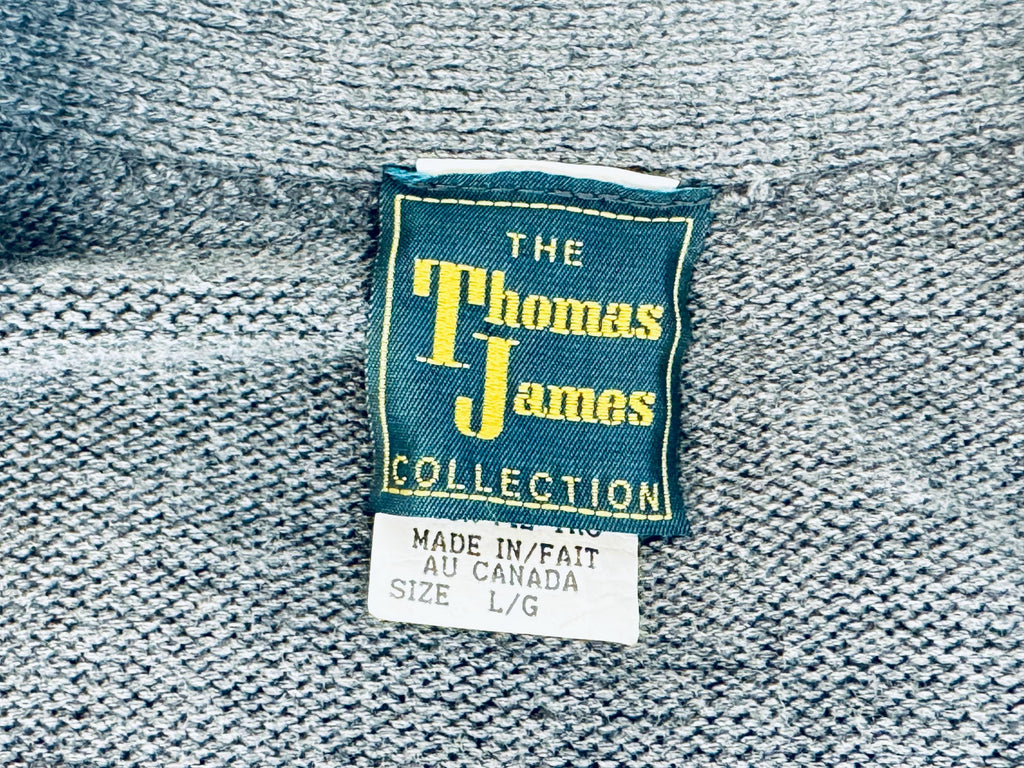 THE
Thomas
James
COLLECTION
MADE IN/FAIT
AU CANADA
SIZE L/G